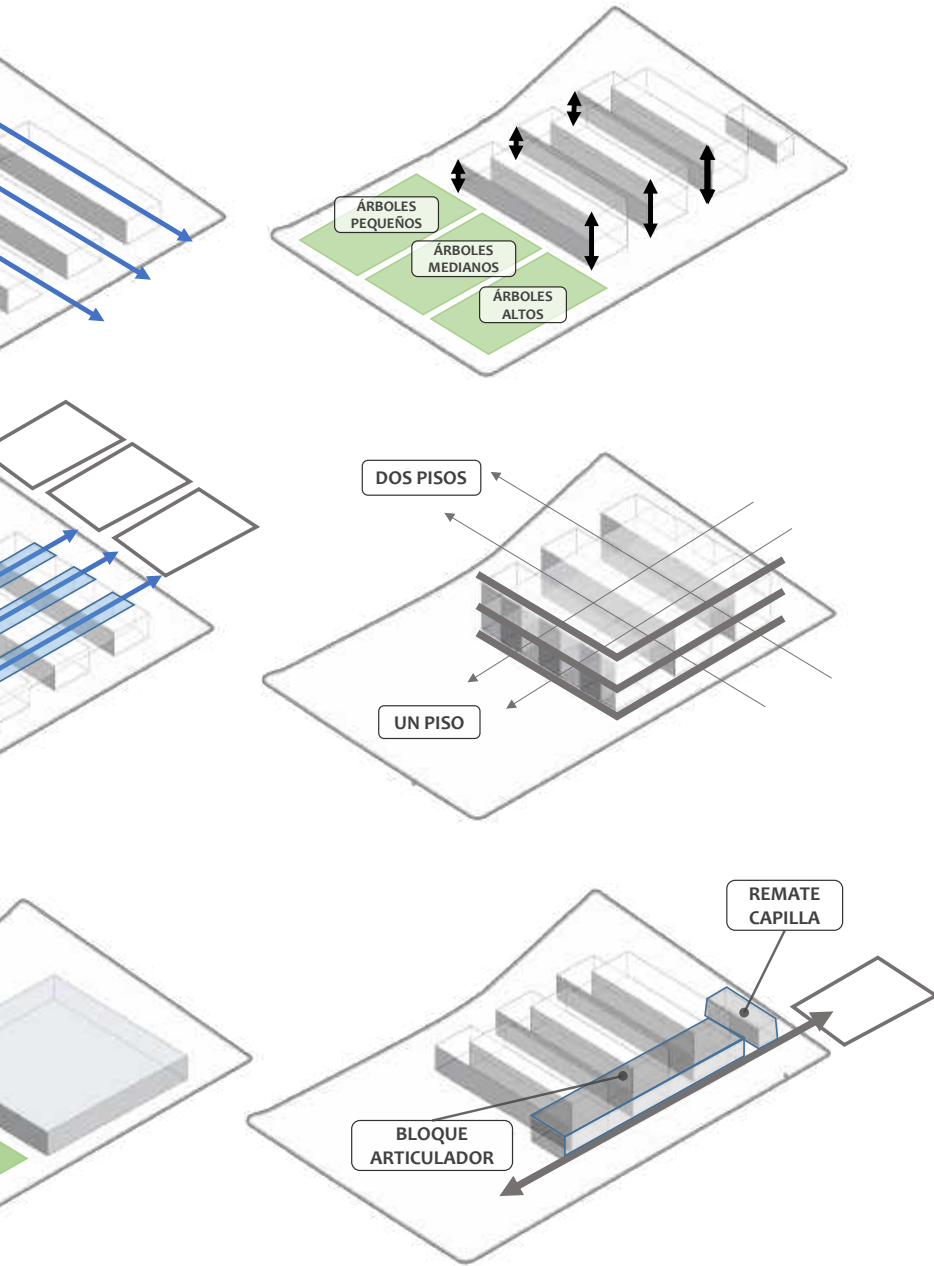 ÁRBOLES
PEQUEÑOS
ÁRBOLES
MEDIANOS
ÁRBOLES
ALTOS
DOS PISOS
UN PISO
REMATE
CAPILLA
BLOQUE
ARTICULADOR